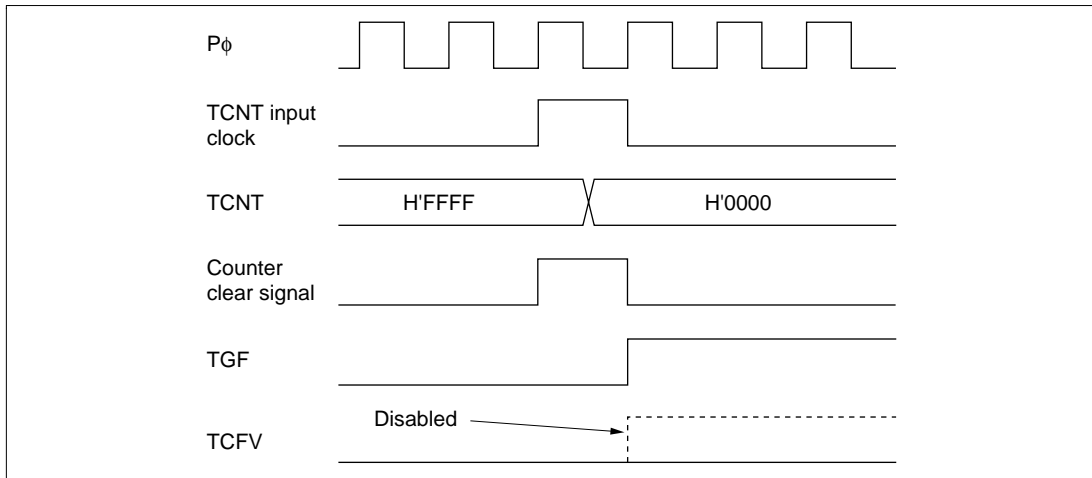 Pϕ
TCNT input
clock
TCNT
H'FFFF
H'0000
Counter
clear signal
TGF
Disabled
TCFV